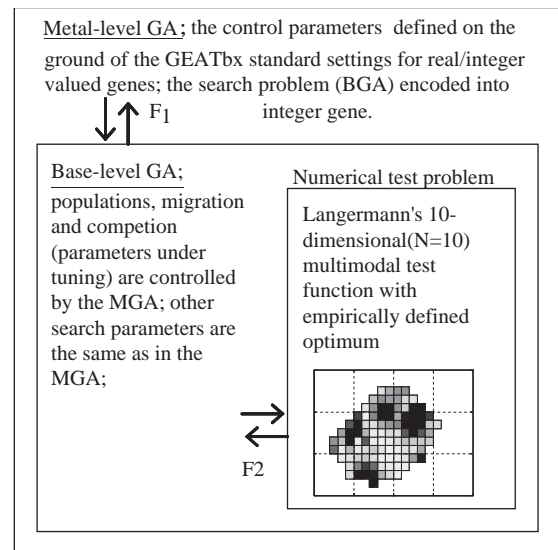 Metal-level GA; the control parameters defined on the
ground of the GEATbx standard settings for real/integer
valued genes; the search problem (BGA) encoded into
F1 integer gene.
Base-level GA;
populations, migration
and competion
(parameters under
tuning) are controlled
by the MGA; other
search parameters are
the same as in the
MGA;
Numerical test problem
Langermann's 10-
dimensional(N=10)
multimodal test
function with
empirically defined
optimum
F2